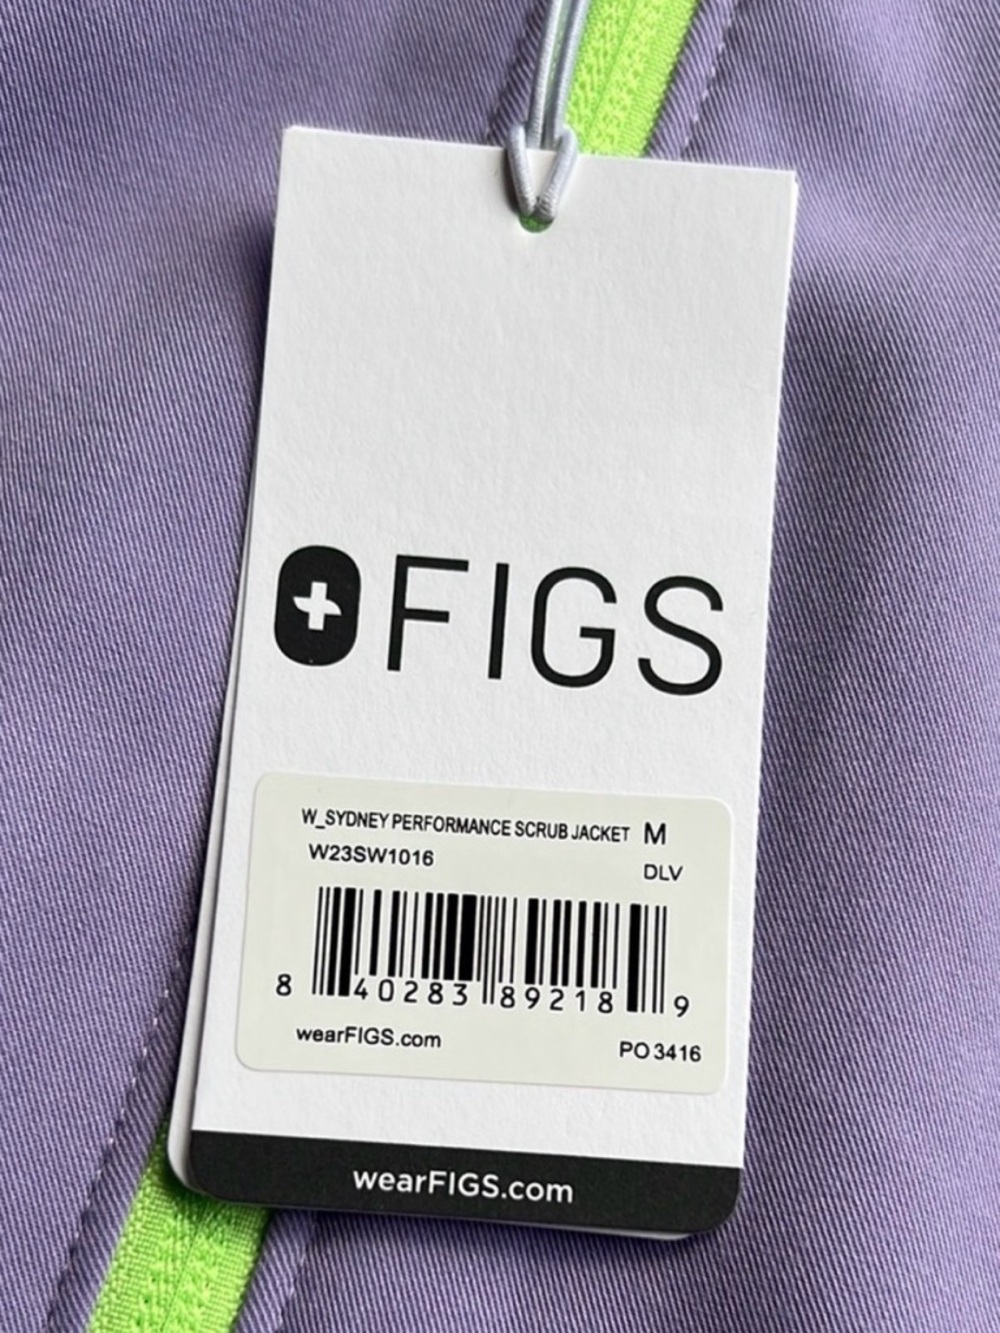 FIGS
W_SYDNEY PERFORMANCE SCRUB JACKET M
W23SW1016 DLV
8 40283 89218 9
wearFIGS.com PO 3416
wearFIGS.com